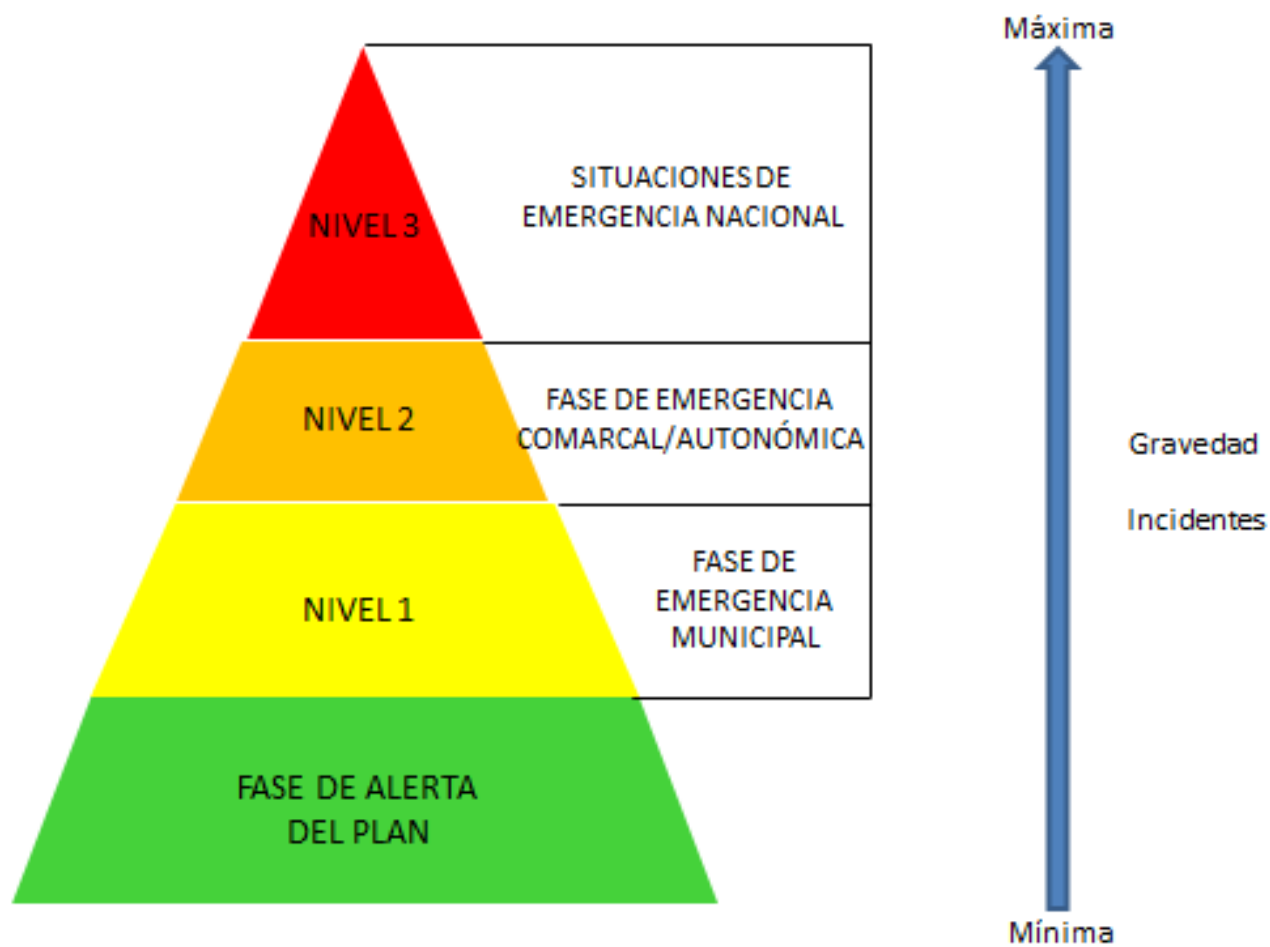 Máxima
SITUACIONES DE
EMERGENCIA NACIONAL
NIVEL 3
FASE DE EMERGENCIA
COMARCAL/AUTONÓMICA
NIVEL 2
Gravedad
Incidentes
FASE DE
EMERGENCIA
MUNICIPAL
NIVEL 1
FASE DE ALERTA
DEL PLAN
Mínima